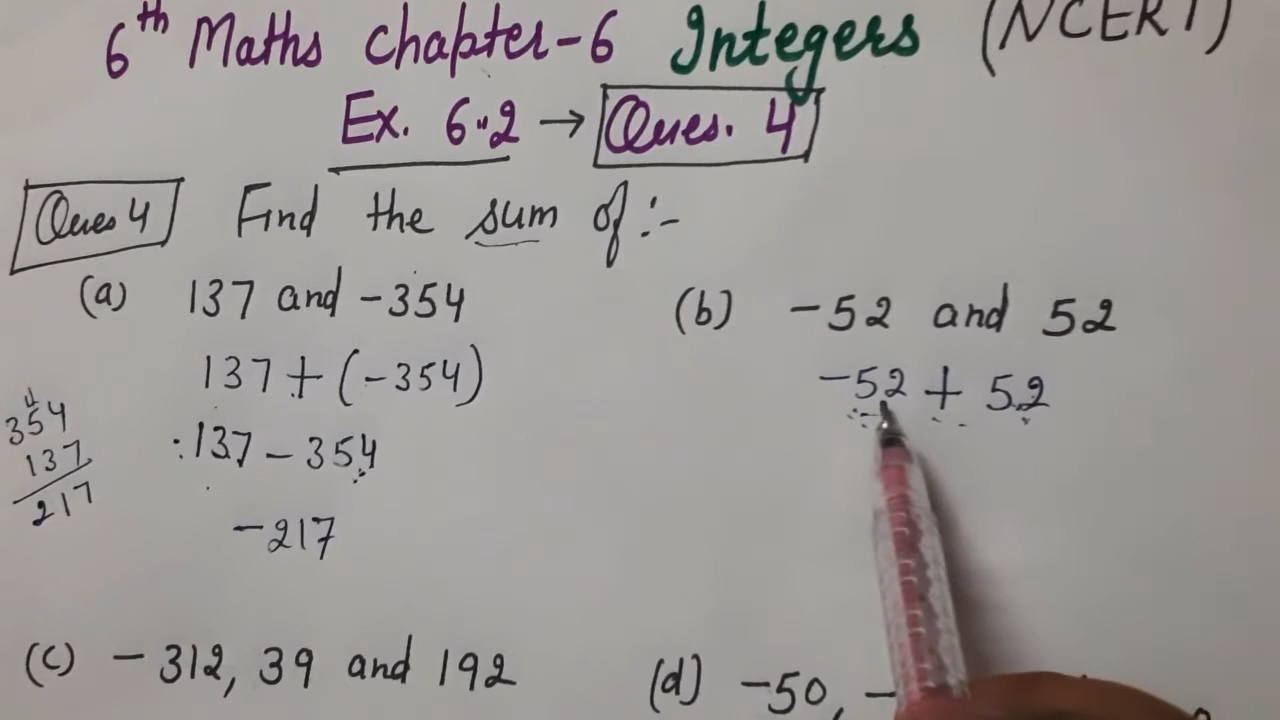 6th Maths Chapter-6 Integers (NCERT)
Ex. 6.2 → Ques. 4
Ques 4 Find the sum of :-
(a) 137 and -354
137 + (-354)
137 - 354
-217
354
137
217
(b) -52 and 52
-52 + 52
(c) -312, 39 and 192
(d) -50, -